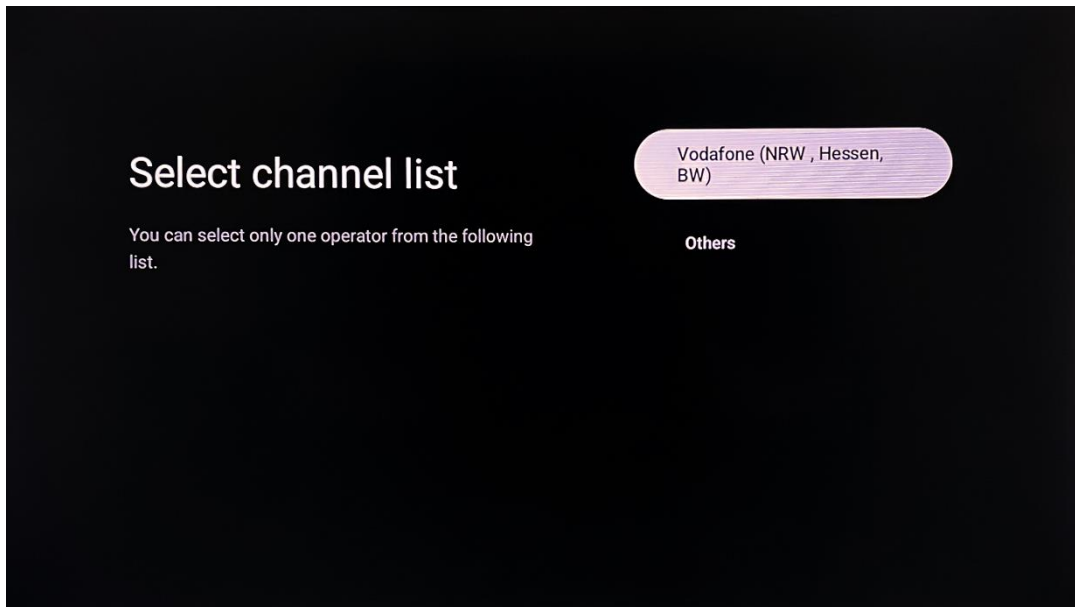 Select channel list
You can select only one operator from the following
list.
Vodafone (NRW , Hessen,
BW)
Others